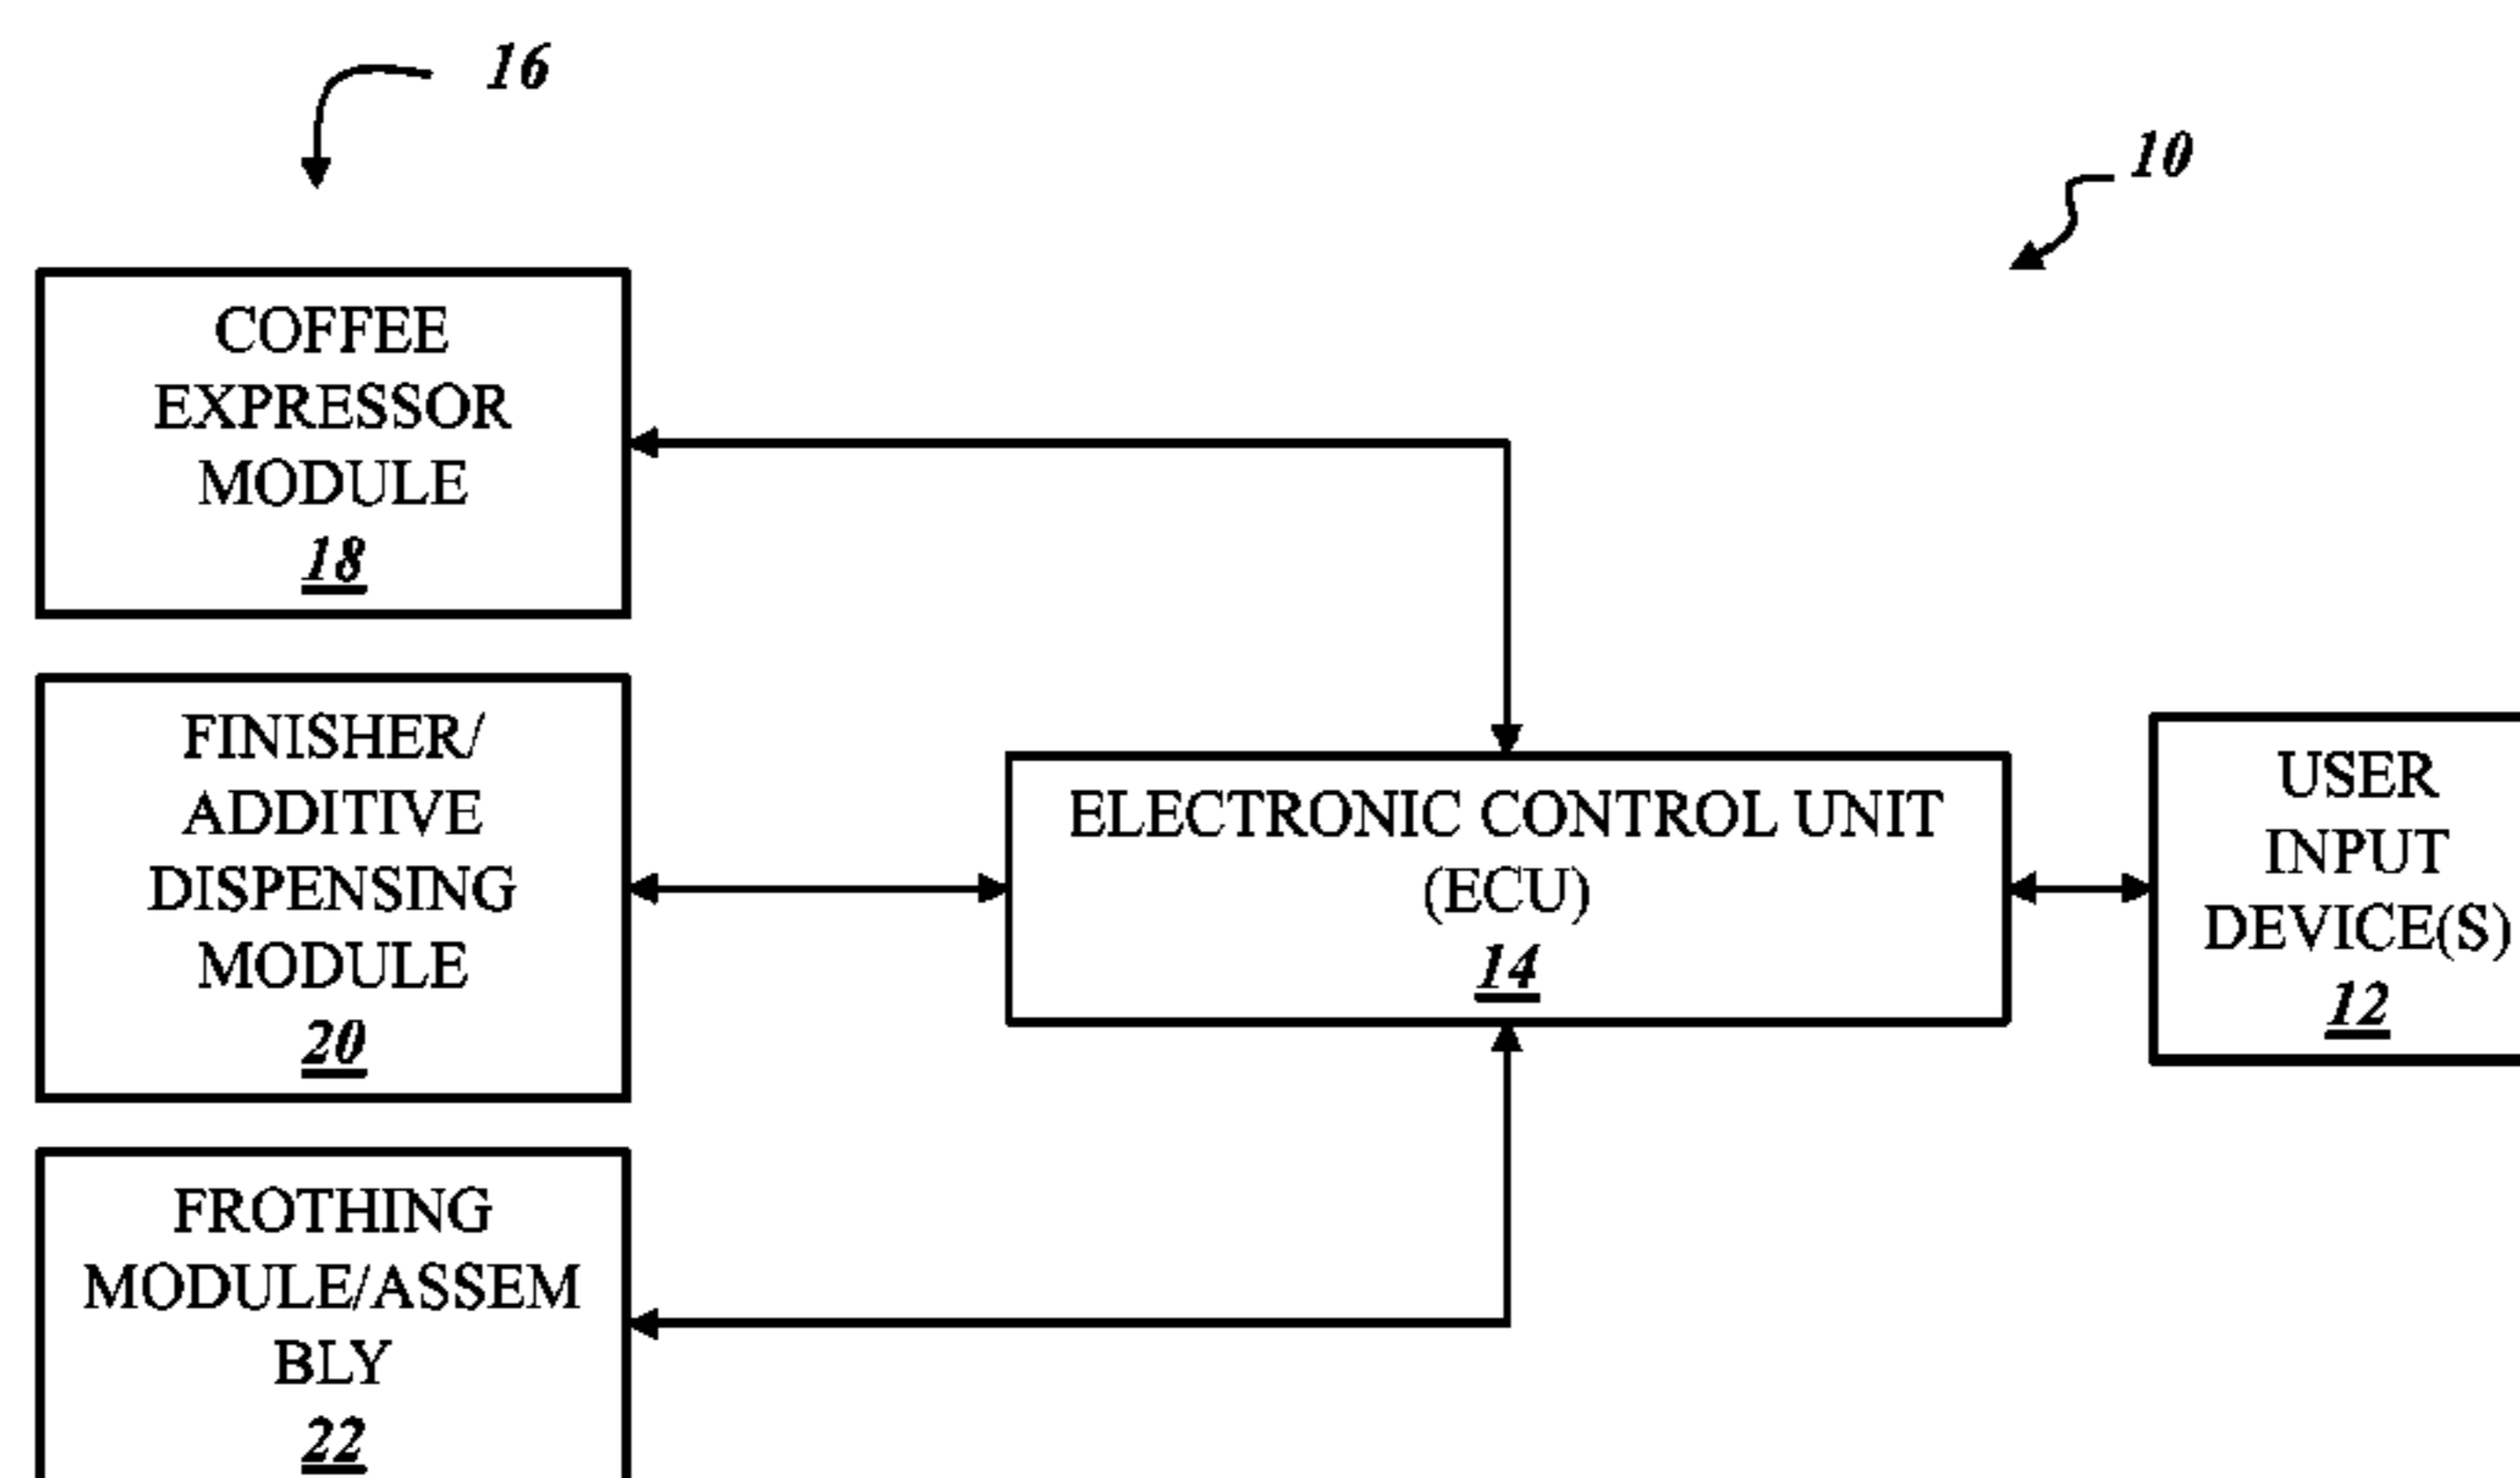 16
10
COFFEE
EXPRESSOR
MODULE
18
FINISHER/
ADDITIVE
DISPENSING
MODULE
20
FROTHING
MODULE/ASSEM
BLY
22
ELECTRONIC CONTROL UNIT
(ECU)
14
USER
INPUT
DEVICE(S)
12